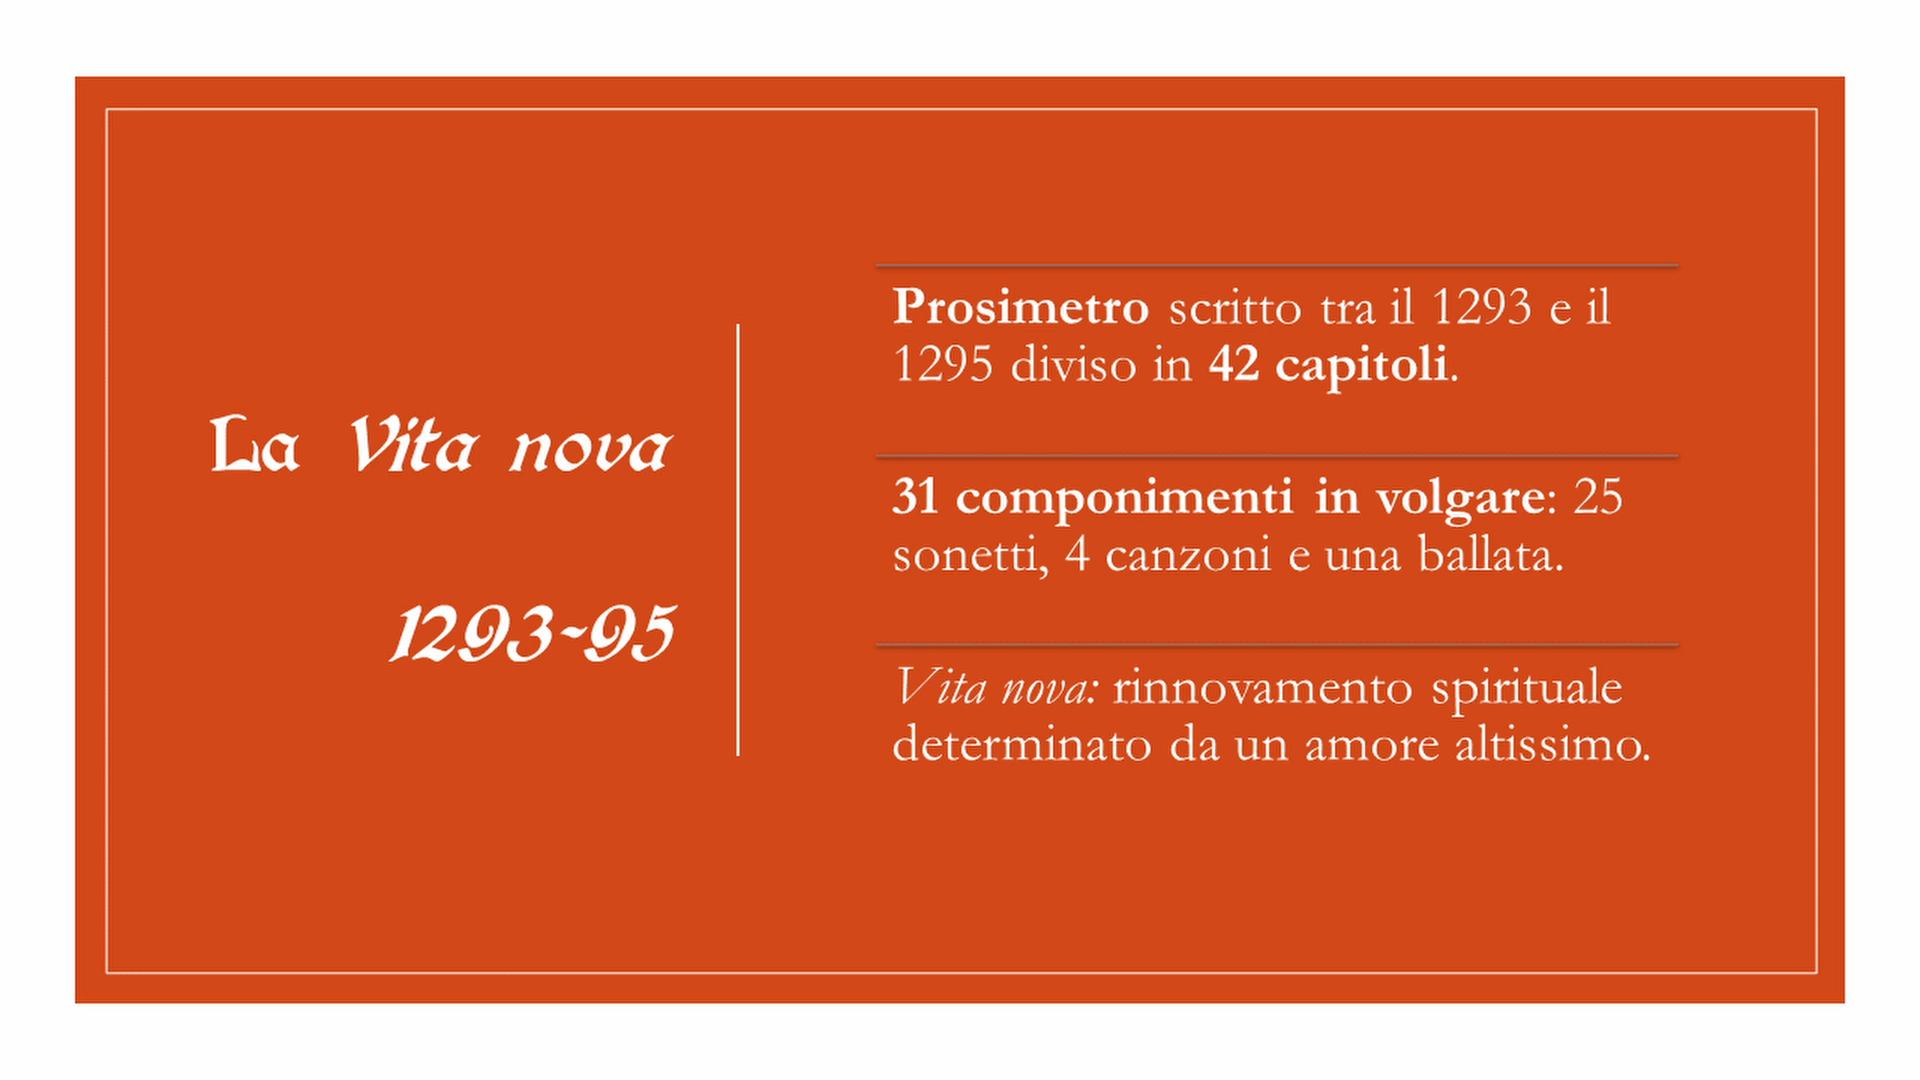 La Vita nova
1293-95
Prosimetro scritto tra il 1293 e il
1295 diviso in 42 capitoli.
31 componimenti in volgare: 25
sonetti, 4 canzoni e una ballata.
Vita nova: rinnovamento spirituale
determinato da un amore altissimo.